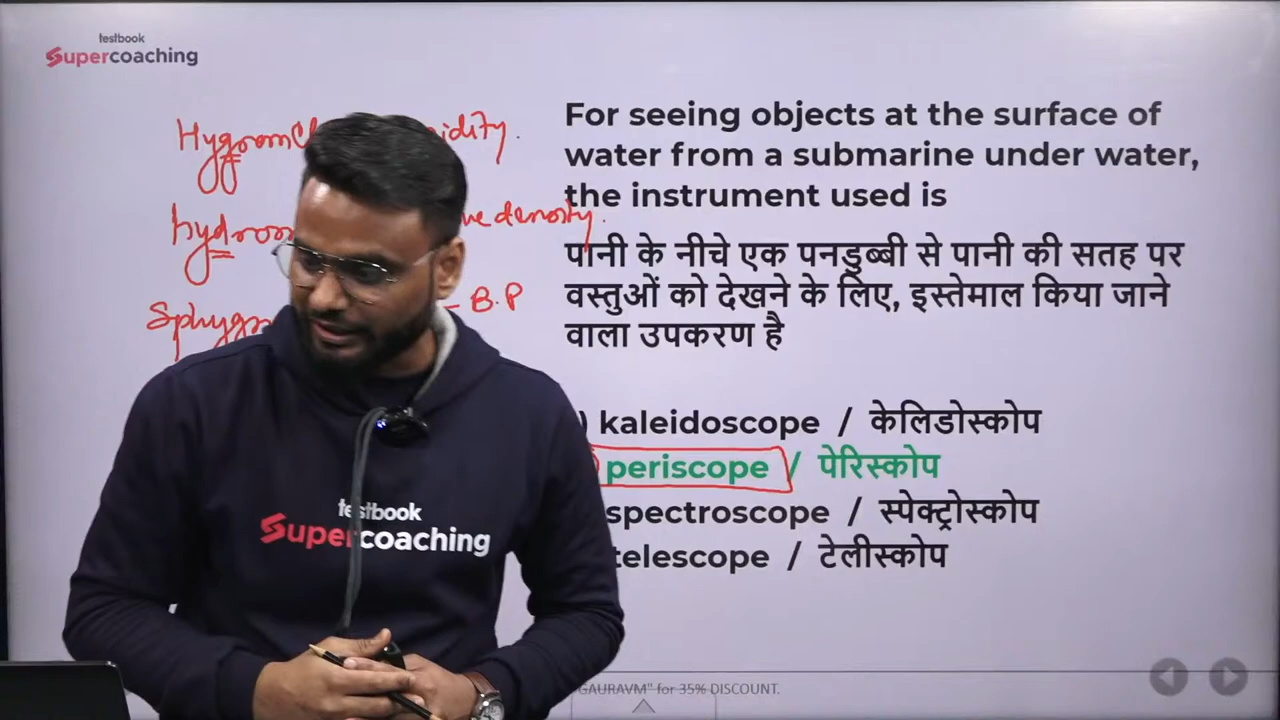 testbook
Supercoaching
For seeing objects at the surface of
water from a submarine under water,
the instrument used is
पानी के नीचे एक पनडुब्बी से पानी की सतह पर
वस्तुओं को देखने के लिए, इस्तेमाल किया जाने
वाला उपकरण है
) kaleidoscope / केलिडोस्कोप
periscope / पेरिस्कोप
spectroscope / स्पेक्ट्रोस्कोप
telescope / टेलीस्कोप
density.
- B.P
testbook
Supercoaching
GAURAVM" for 35% DISCOUNT.